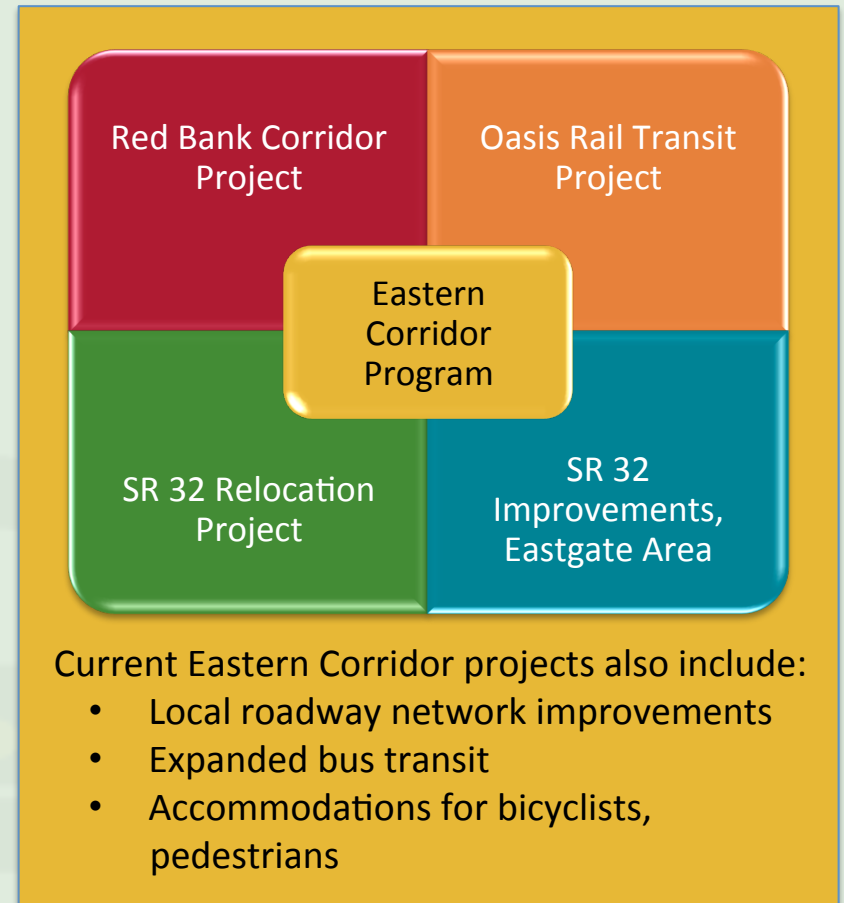 Red Bank Corridor
Project
Oasis Rail Transit
Project
Eastern
Corridor
Program
SR 32 Relocation
Project
SR 32
Improvements,
Eastgate Area
Current Eastern Corridor projects also include:
• Local roadway network improvements
• Expanded bus transit
• Accommodations for bicyclists,
pedestrians